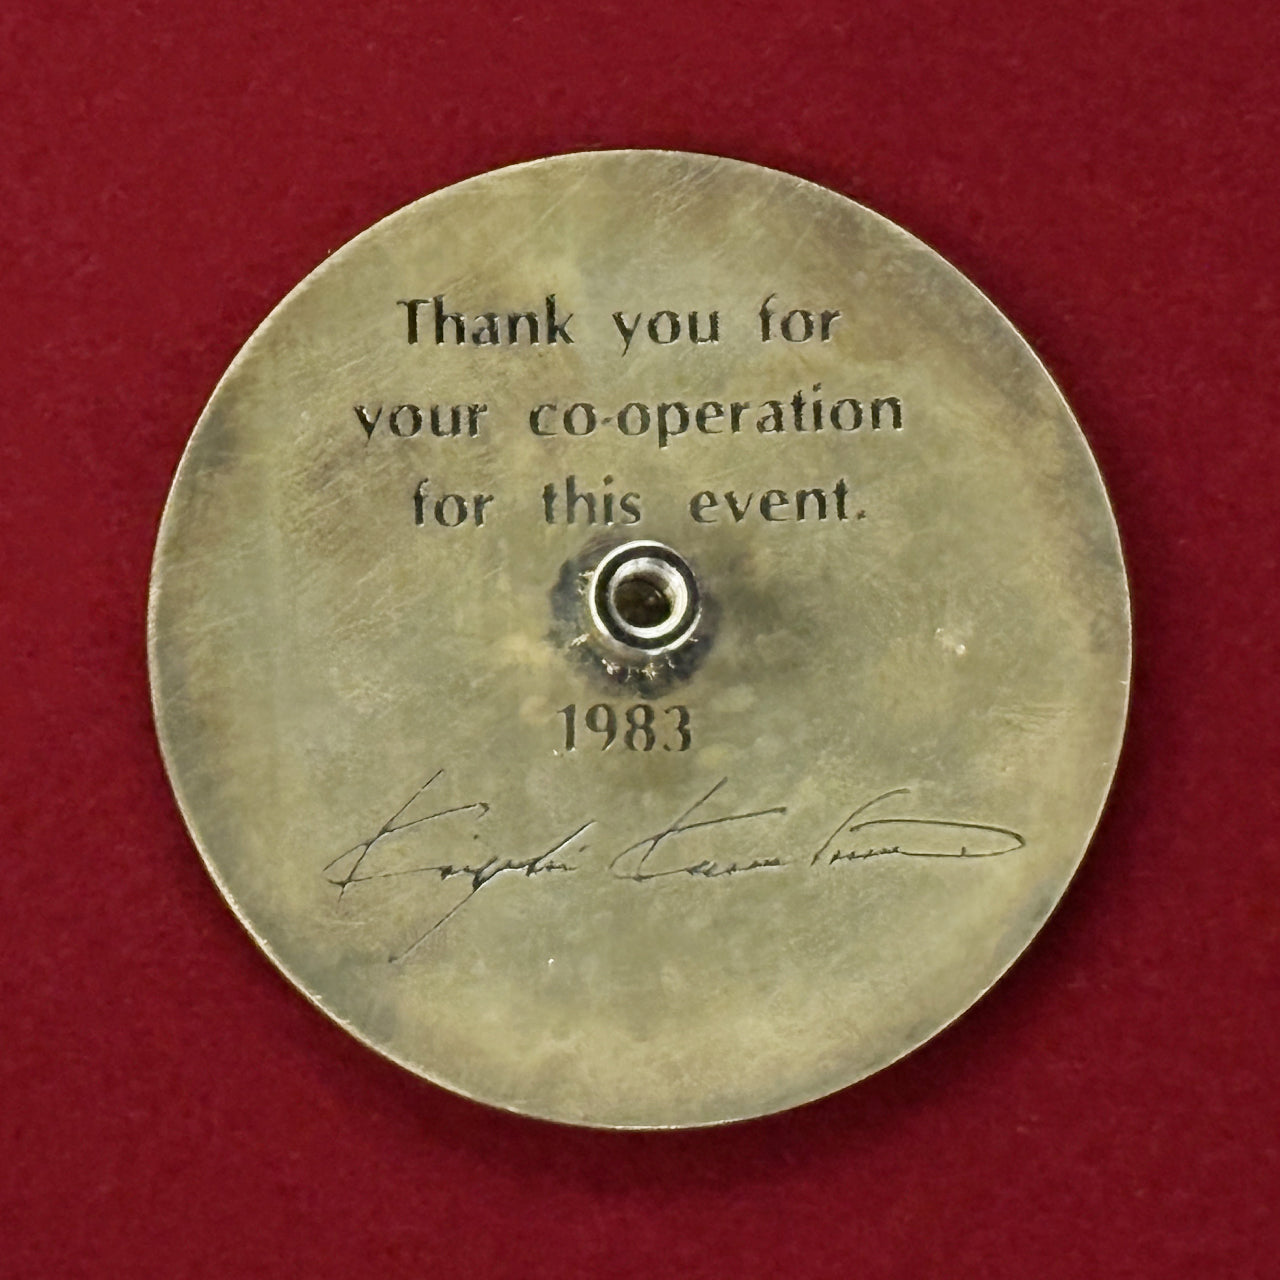 Thank you for
your co-operation
for this event.
1983